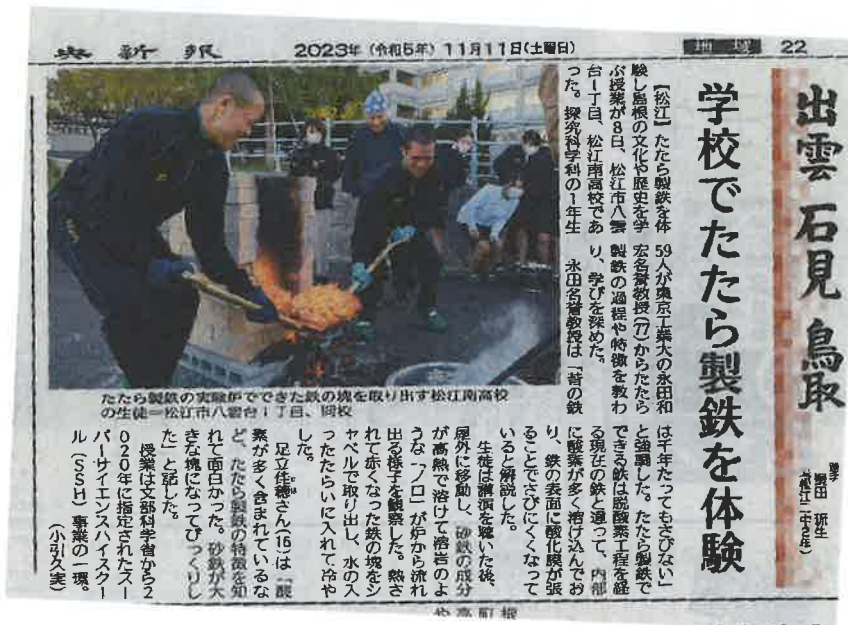 央新報
2023年(令和5年)11月11日(土曜日)
地域
22
出雲 石見 鳥取
学校でたたら製鉄を体験
【松江】たたら製鉄を体
験し島根の文化や歴史を学
ぶ授業が8日、松江市八雲
台1丁目、松江南高校であ
った。探究科学科の1年生
59人が東京工業大の永田和
宏名誉教授(77)からたたら
製鉄の過程や特徴を教わ
り、学びを深めた。
永田名誉教授は「昔の鉄
は千年たってもさびない」
と強調した。たたら製鉄で
できる鉄は脱酸素工程を経
る現在の鉄と違って、内部
に酸素が多く溶け込んでお
り、鉄の表面に酸化膜が張
ることでさびにくくなって
いると解説した。
生徒は講演を聴いた後、
屋外に移動し、砂鉄の成分
が高熱で溶けて溶岩のよ
うな「ノロ」が炉から流れ
出る様子を観察した。熱さ
れて赤くなった鉄の塊をシ
ャベルで取り出し、水の入
ったたらいに入れて冷や
した。
足立佳穂さん(16)は「酸
素が多く含まれているな
ど、たたら製鉄の特徴を知
れて面白かった。砂鉄が大
きな塊になってびっくりし
た」と話した。
授業は文部科学省から2
020年に指定されたスー
パーサイエンスハイスクー
ル(SSH)事業の一環。
(小引久実)
たたら製鉄の実験炉でできた鉄の塊を取り出す松江南高校
の生徒=松江市八雲台1丁目、同校